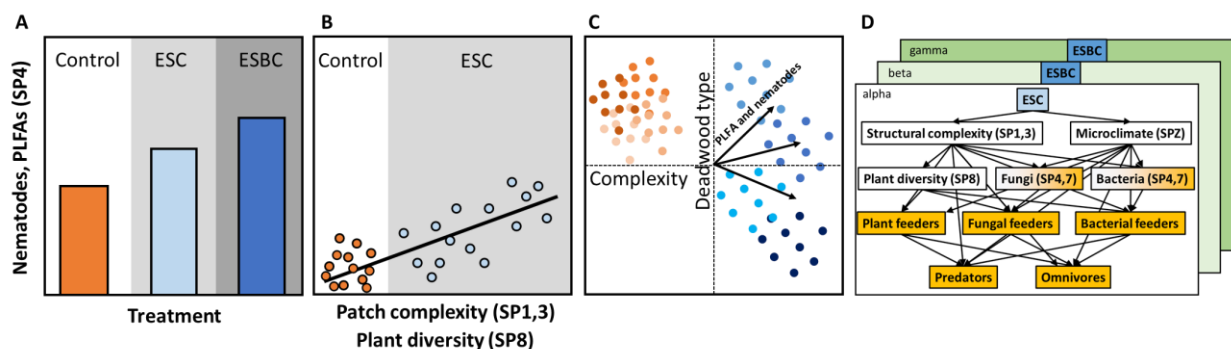 A
Control
ESC
ESBC
Nematodes, PLFAs (SP4)
Treatment
B
Control
ESC
Patch complexity (SP1,3)
Plant diversity (SP8)
C
Deadwood type
PLFA and nematodes
Complexity
D
gamma
ESBC
beta
ESBC
alpha
ESC
Structural complexity (SP1,3)
Microclimate (SPZ)
Plant diversity (SP8)
Fungi (SP4,7)
Bacteria (SP4,7)
Plant feeders
Fungal feeders
Bacterial feeders
Predators
Omnivores